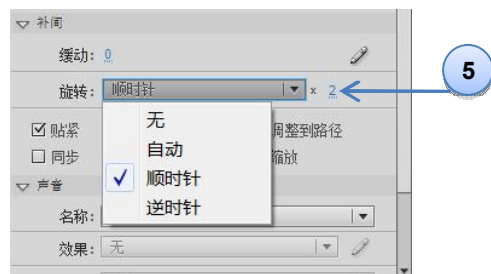 补间
缓动: 0
旋转: 顺时针 x 2
5
无
自动
顺时针
逆时针
贴紧 调整到路径
同步 缩放
声音
名称:
效果: 无